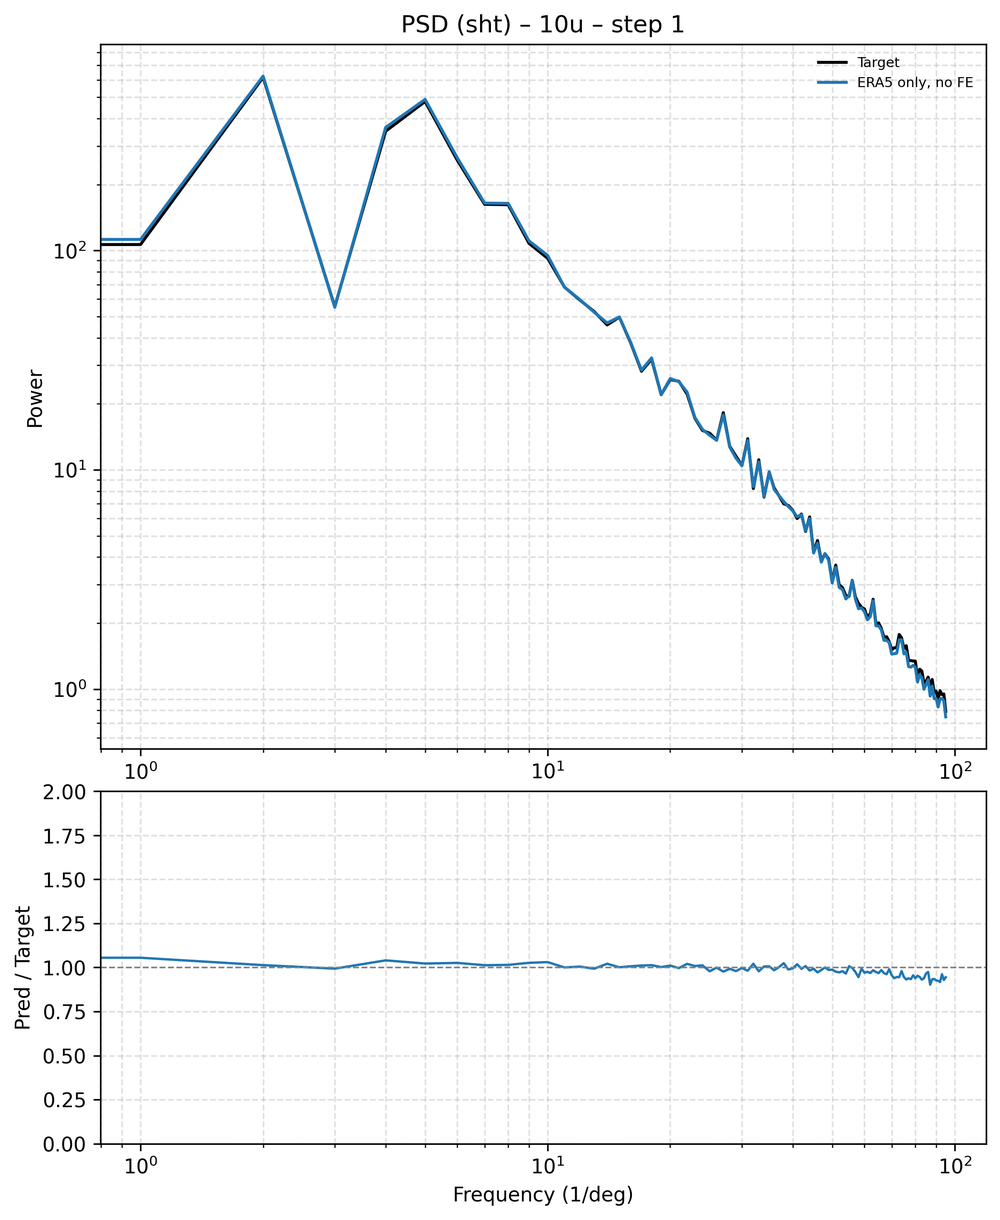 PSD (sht) – 10u – step 1
Target
ERA5 only, no FE
Power
10²
10¹
10⁰
10⁰ 10¹ 10²
Pred / Target
2.00
1.75
1.50
1.25
1.00
0.75
0.50
0.25
0.00
10⁰ 10¹ 10²
Frequency (1/deg)